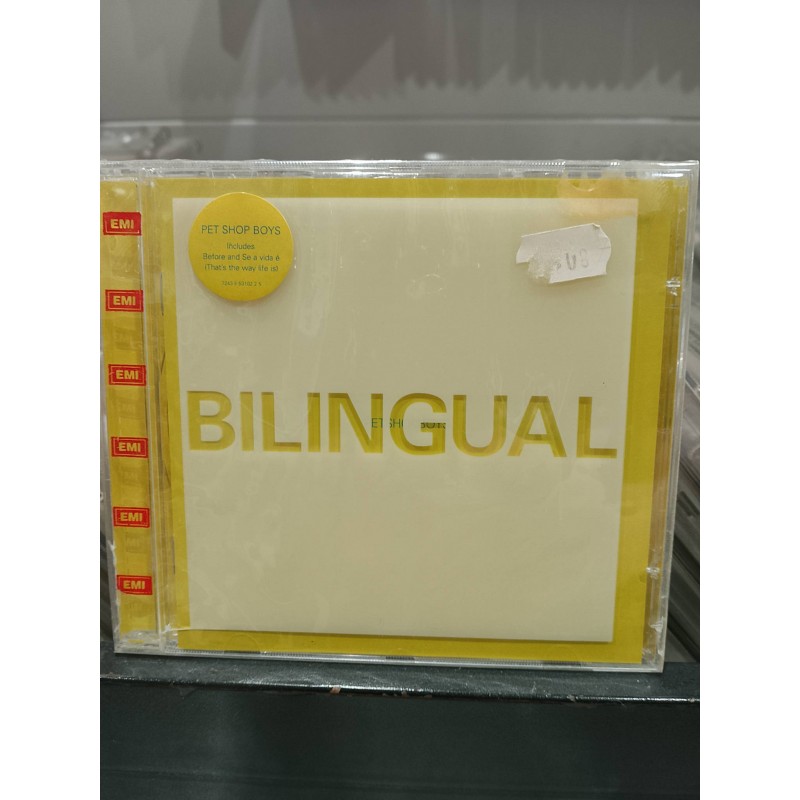 PET SHOP BOYS
Includes
Before and Se a vida é
(That's the way life is)
EMI
EMI
EMI
EMI
EMI
EMI
BILINGUAL